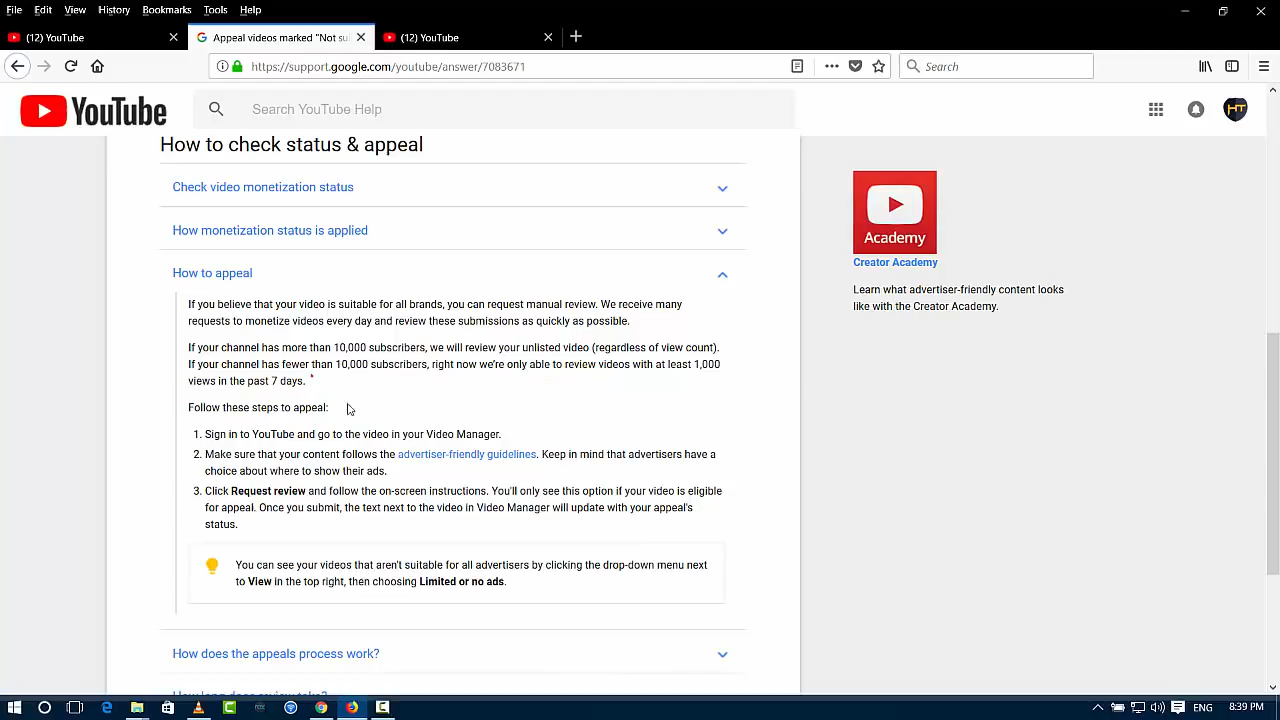 File Edit View History Bookmarks Tools Help
(12) YouTube
Appeal videos marked "Not su
(12) YouTube
https://support.google.com/youtube/answer/7083671
Search
YouTube
Search YouTube Help
HT
How to check status & appeal
Check video monetization status
How monetization status is applied
How to appeal
If you believe that your video is suitable for all brands, you can request manual review. We receive many
requests to monetize videos every day and review these submissions as quickly as possible.
If your channel has more than 10,000 subscribers, we will review your unlisted video (regardless of view count).
If your channel has fewer than 10,000 subscribers, right now we're only able to review videos with at least 1,000
views in the past 7 days.
Follow these steps to appeal:
1. Sign in to YouTube and go to the video in your Video Manager.
2. Make sure that your content follows the advertiser-friendly guidelines. Keep in mind that advertisers have a
choice about where to show their ads.
3. Click Request review and follow the on-screen instructions. You'll only see this option if your video is eligible
for appeal. Once you submit, the text next to the video in Video Manager will update with your appeal's
status.
You can see your videos that aren't suitable for all advertisers by clicking the drop-down menu next
to View in the top right, then choosing Limited or no ads.
How does the appeals process work?
How long does review take?
Academy
Creator Academy
Learn what advertiser-friendly content looks
like with the Creator Academy.
ENG
8:39 PM